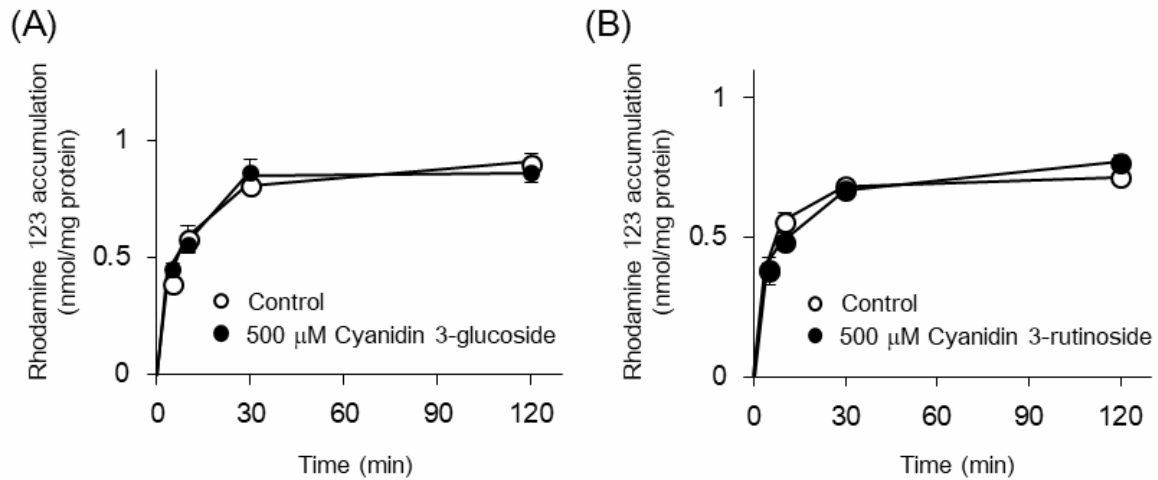 (A)
Rhodamine 123 accumulation
(nmol/mg protein)
1
0.5
0
Control
500 μM Cyanidin 3-glucoside
0 30 60 90 120
Time (min)
(B)
Rhodamine 123 accumulation
(nmol/mg protein)
1
0.5
0
Control
500 μM Cyanidin 3-rutinoside
0 30 60 90 120
Time (min)